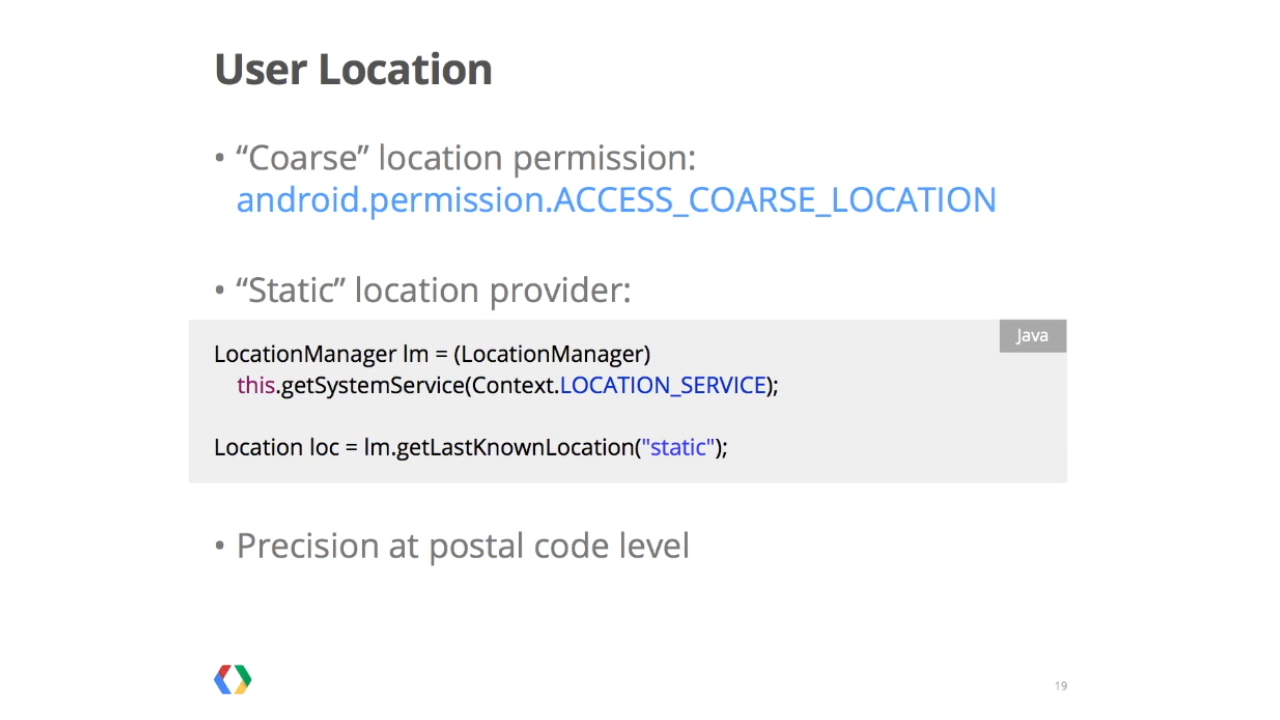 User Location
• “Coarse” location permission:
android.permission.ACCESS_COARSE_LOCATION
• “Static” location provider:
Java
LocationManager lm = (LocationManager)
this.getSystemService(Context.LOCATION_SERVICE);
Location loc = lm.getLastKnownLocation("static");
• Precision at postal code level
19